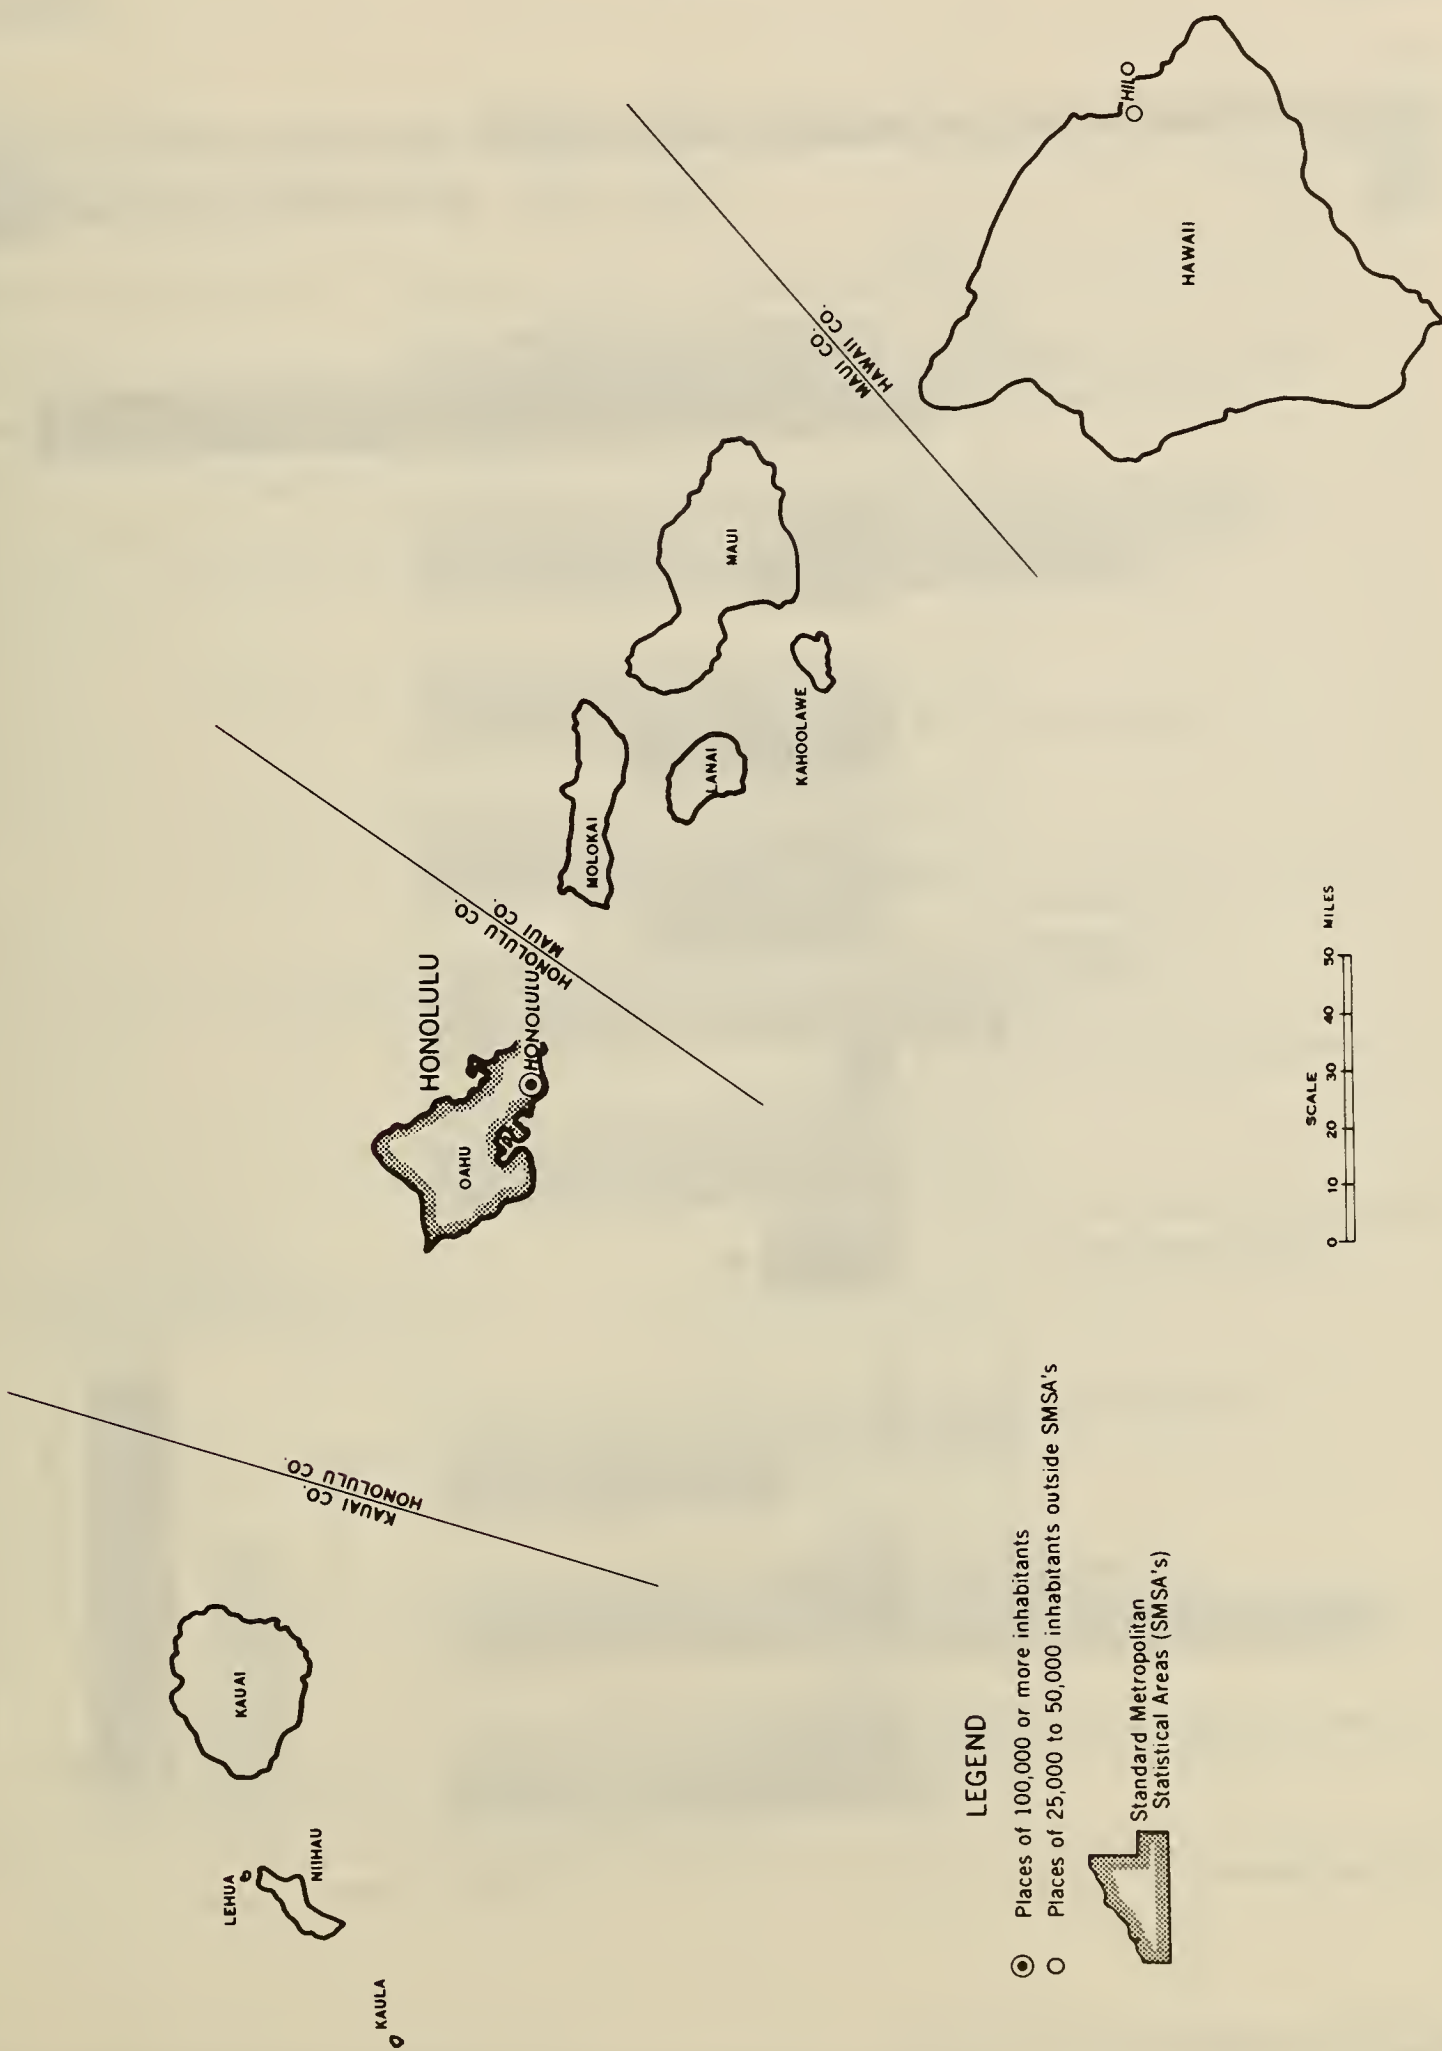 KAULA
LEHUA
NIIHAU
KAUAI
KAUAI CO.
HONOLULU CO.
OAHU
HONOLULU
HONOLULU
HONOLULU CO.
MAUI CO.
MOLOKAI
LANAI
KAHOOLAWE
MAUI
MAUI CO.
HAWAII CO.
HILO
HAWAII
LEGEND
Places of 100,000 or more inhabitants
Places of 25,000 to 50,000 inhabitants outside SMSA's
Standard Metropolitan
Statistical Areas (SMSA's)
SCALE
0 10 20 30 40 50 MILES